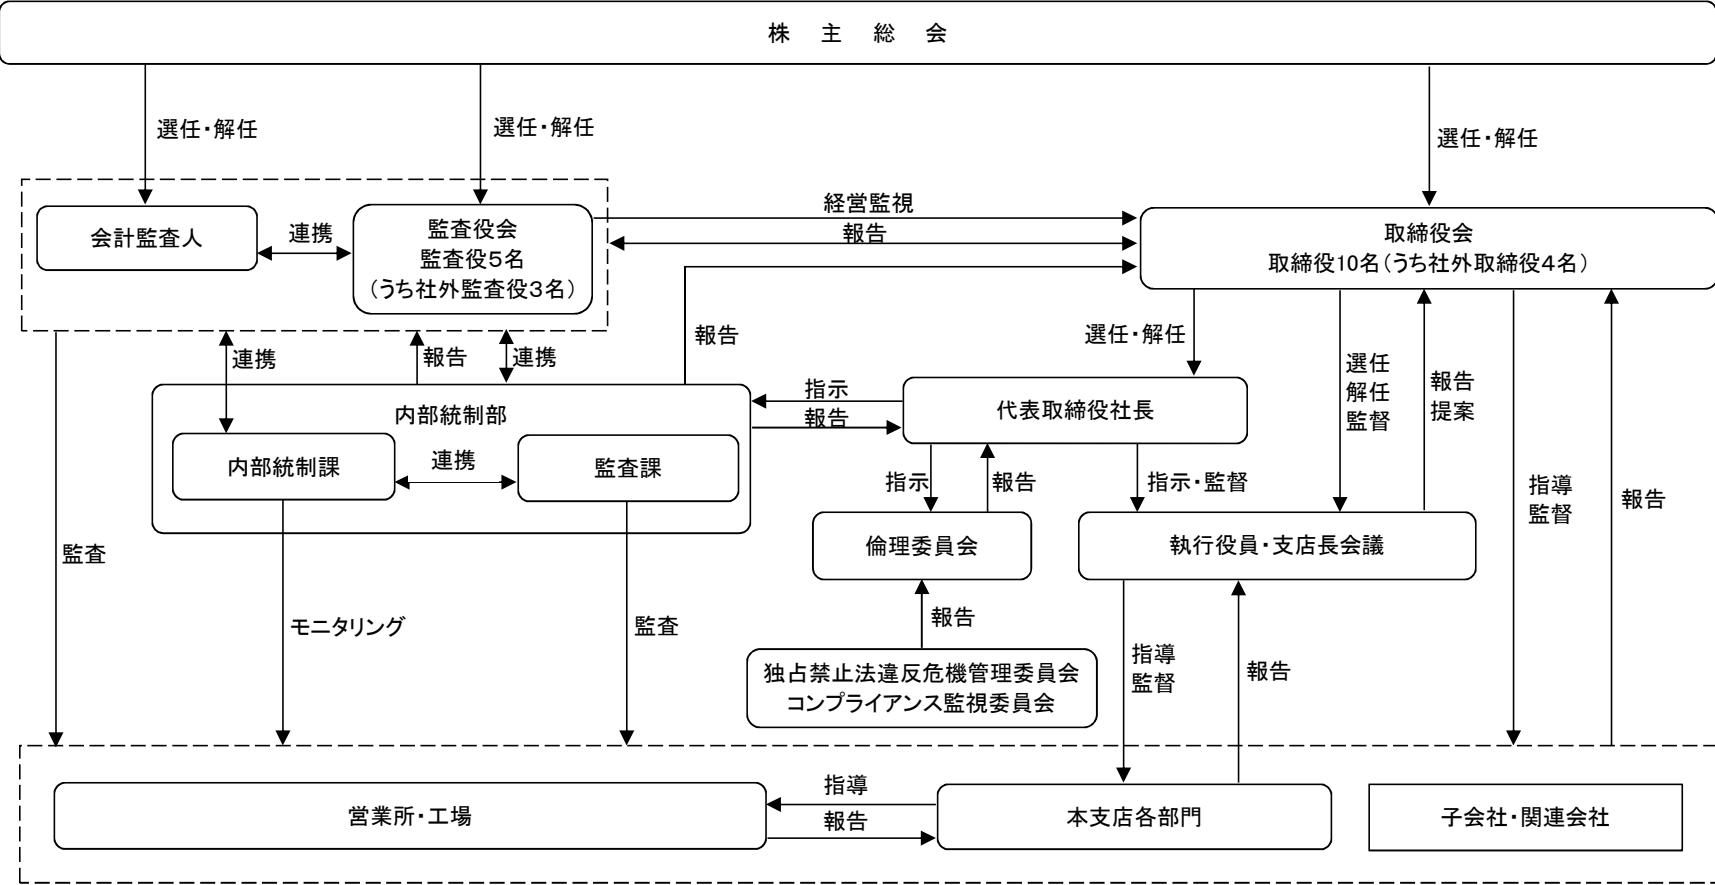 株 主 総 会
選任・解任
選任・解任
選任・解任
会計監査人
連携
監査役会
監査役5名
（うち社外監査役3名）
経営監視
報告
取締役会
取締役10名（うち社外取締役4名）
連携
報告
連携
報告
選任・解任
選任
解任
監督
報告
提案
指導
監督
報告
内部統制部
指示
報告
代表取締役社長
内部統制課
連携
監査課
指示
報告
指示・監督
監査
倫理委員会
執行役員・支店長会議
モニタリング
監査
報告
独占禁止法違反危機管理委員会
コンプライアンス監視委員会
指導
監督
報告
営業所・工場
指導
報告
本支店各部門
子会社・関連会社